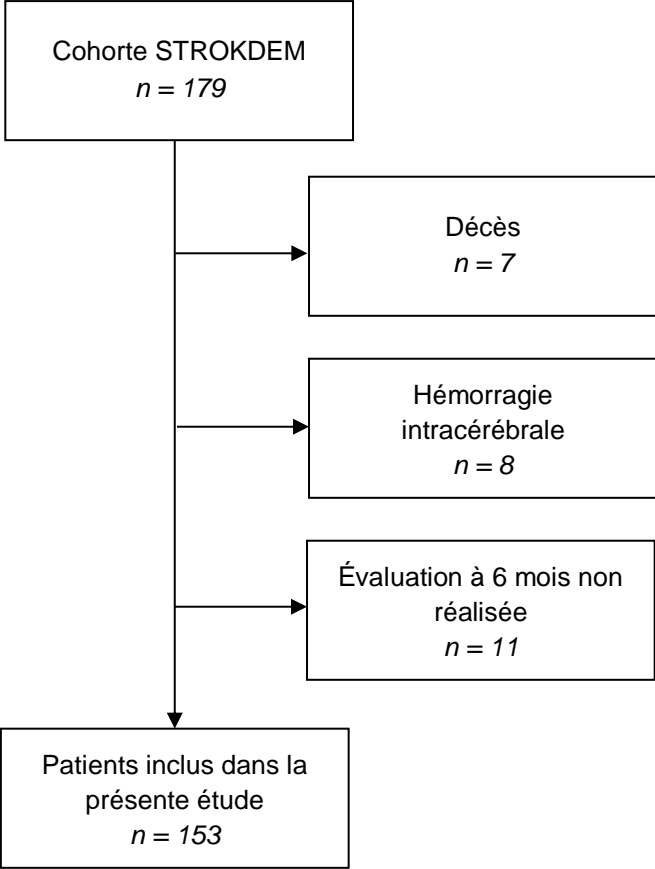 Cohorte STROKDEM
n = 179
Décès
n = 7
Hémorragie
intracérébrale
n = 8
Évaluation à 6 mois non
réalisée
n = 11
Patients inclus dans la
présente étude
n = 153